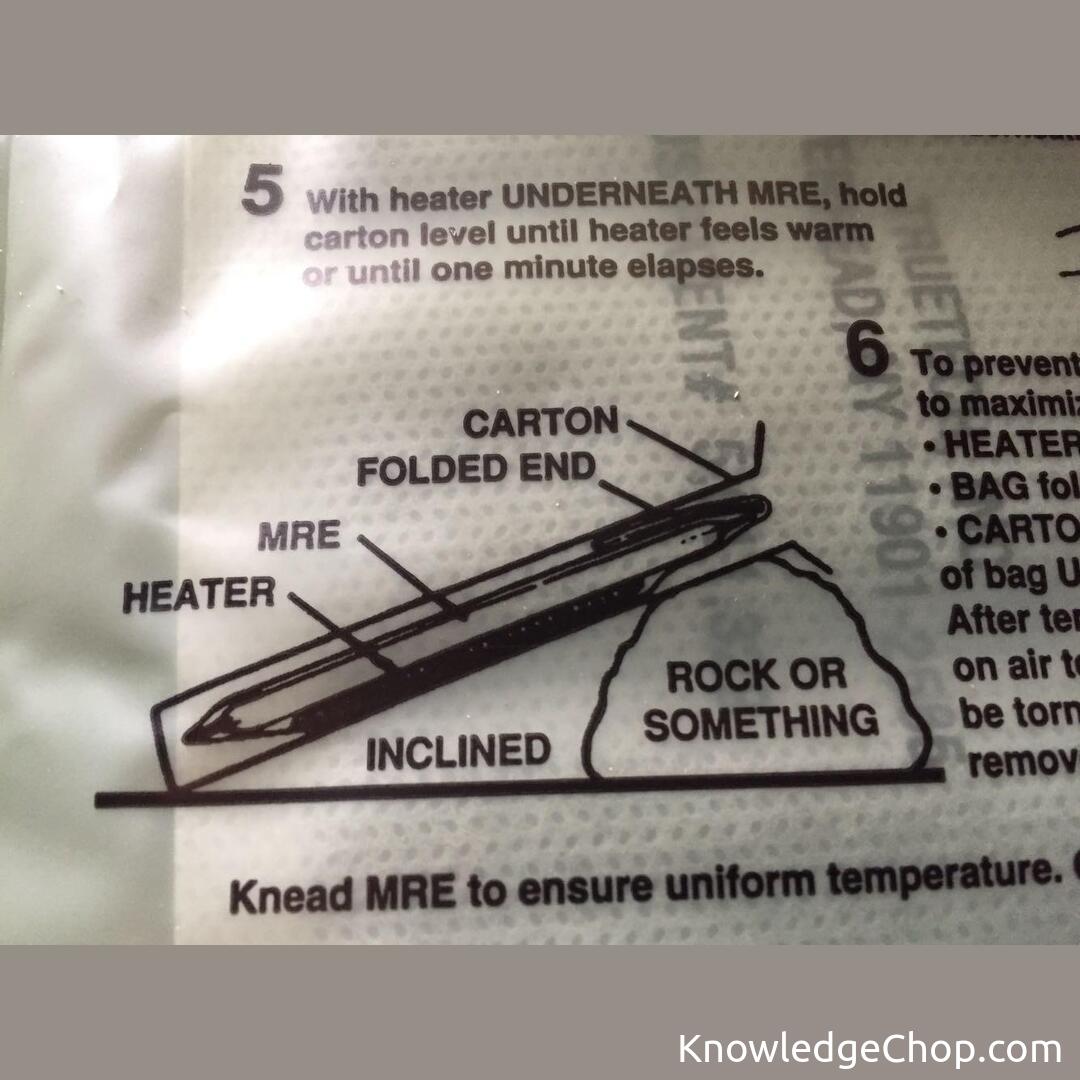 5 With heater UNDERNEATH MRE, hold
carton level until heater feels warm
or until one minute elapses.
6 To prevent
to maximiz
• HEATER
• BAG fol
• CARTO
of bag U
After ter
on air to
be torn
remov
CARTON
FOLDED END
MRE
HEATER
ROCK OR
SOMETHING
INCLINED
Knead MRE to ensure uniform temperature.
KnowledgeChop.com